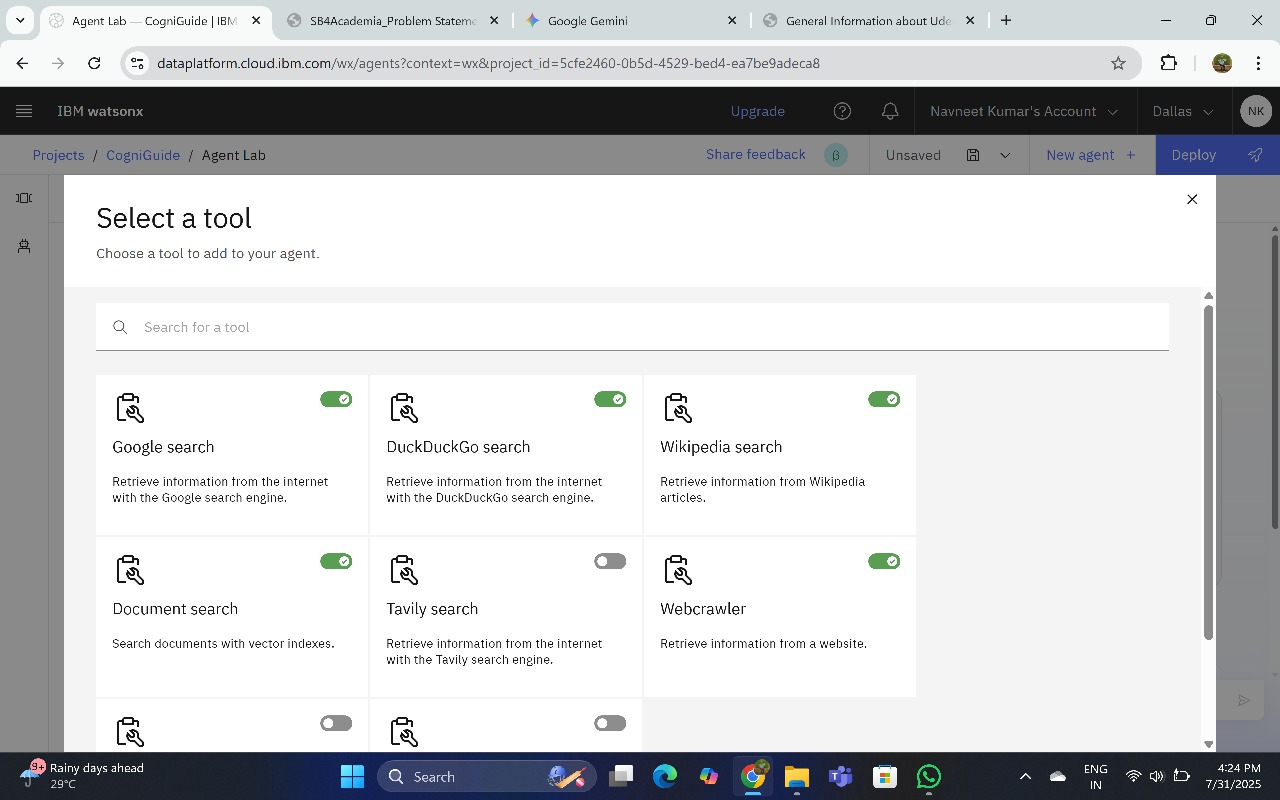 Agent Lab — CogniGuide | IBM
SB4Academia_Problem Stateme
Google Gemini
General Information about Ude
dataplatform.cloud.ibm.com/wx/agents?context=wx&project_id=5cfe2460-0b5d-4529-bed4-ea7be9adeca8
IBM watsonx
Upgrade
Navneet Kumar's Account
Dallas
NK
Projects / CogniGuide / Agent Lab
Share feedback
β
Unsaved
New agent +
Deploy
Select a tool
Choose a tool to add to your agent.
Search for a tool
Google search
Retrieve information from the internet
with the Google search engine.
DuckDuckGo search
Retrieve information from the internet
with the DuckDuckGo search engine.
Wikipedia search
Retrieve information from Wikipedia
articles.
Document search
Search documents with vector indexes.
Tavily search
Retrieve information from the internet
with the Tavily search engine.
Webcrawler
Retrieve information from a website.
9+
Rainy days ahead
29°C
Search
ENG
IN
4:24 PM
7/31/2025